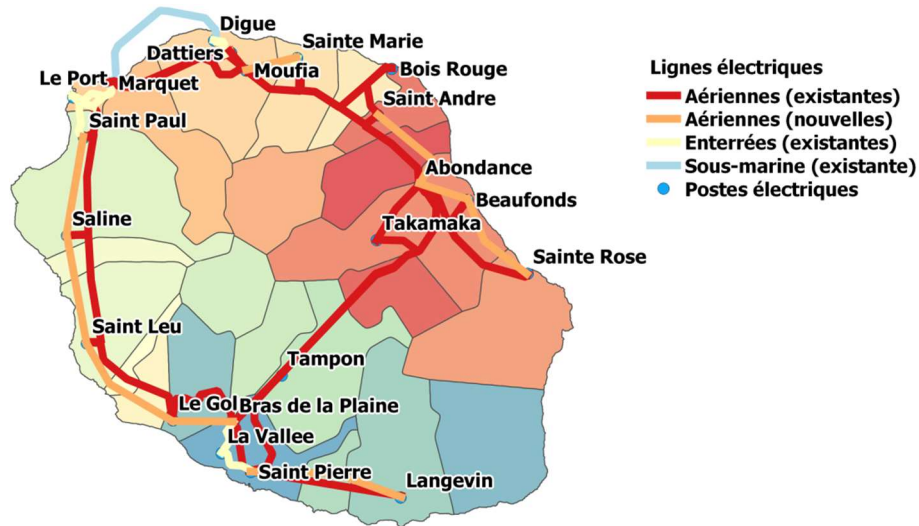 Digue
Dattiers
Sainte Marie
Le Port
Marquet
Moufia
Bois Rouge
Saint Andre
Saint Paul
Abondance
Beaufonds
Saline
Takamaka
Sainte Rose
Saint Leu
Tampon
Le Gol
Bras de la Plaine
La Vallee
Saint Pierre
Langevin
Lignes électriques
Aériennes (existantes)
Aériennes (nouvelles)
Enterrées (existantes)
Sous-marine (existante)
Postes électriques